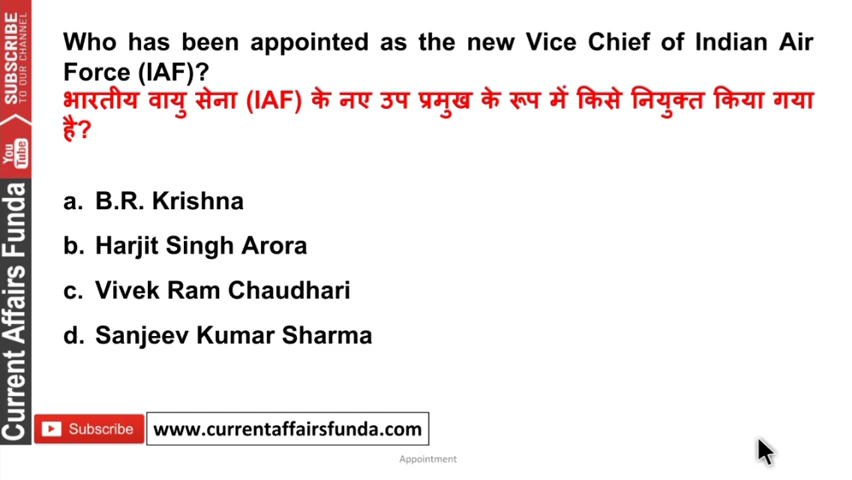 SUBSCRIBE
TO OUR CHANNEL
You Tube
Current Affairs Funda
Who has been appointed as the new Vice Chief of Indian Air
Force (IAF)?
भारतीय वायु सेना (IAF) के नए उप प्रमुख के रूप में किसे नियुक्त किया गया
है?
a. B.R. Krishna
b. Harjit Singh Arora
c. Vivek Ram Chaudhari
d. Sanjeev Kumar Sharma
Subscribe
www.currentaffairsfunda.com
Appointment